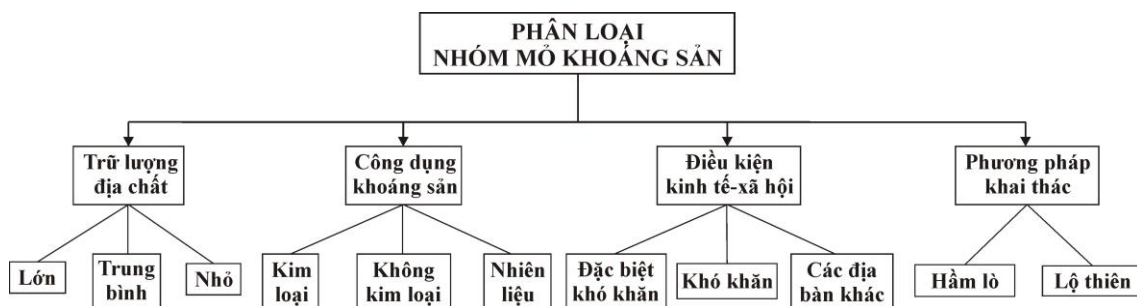 PHÂN LOẠI
NHÓM MỎ KHOÁNG SẢN
Trữ lượng
địa chất
Công dụng
khoáng sản
Điều kiện
kinh tế-xã hội
Phương pháp
khai thác
Lớn
Trung
bình
Nhỏ
Kim
loại
Không
kim loại
Nhiên
liệu
Đặc biệt
khó khăn
Khó khăn
Các địa
bàn khác
Hầm lò
Lộ thiên